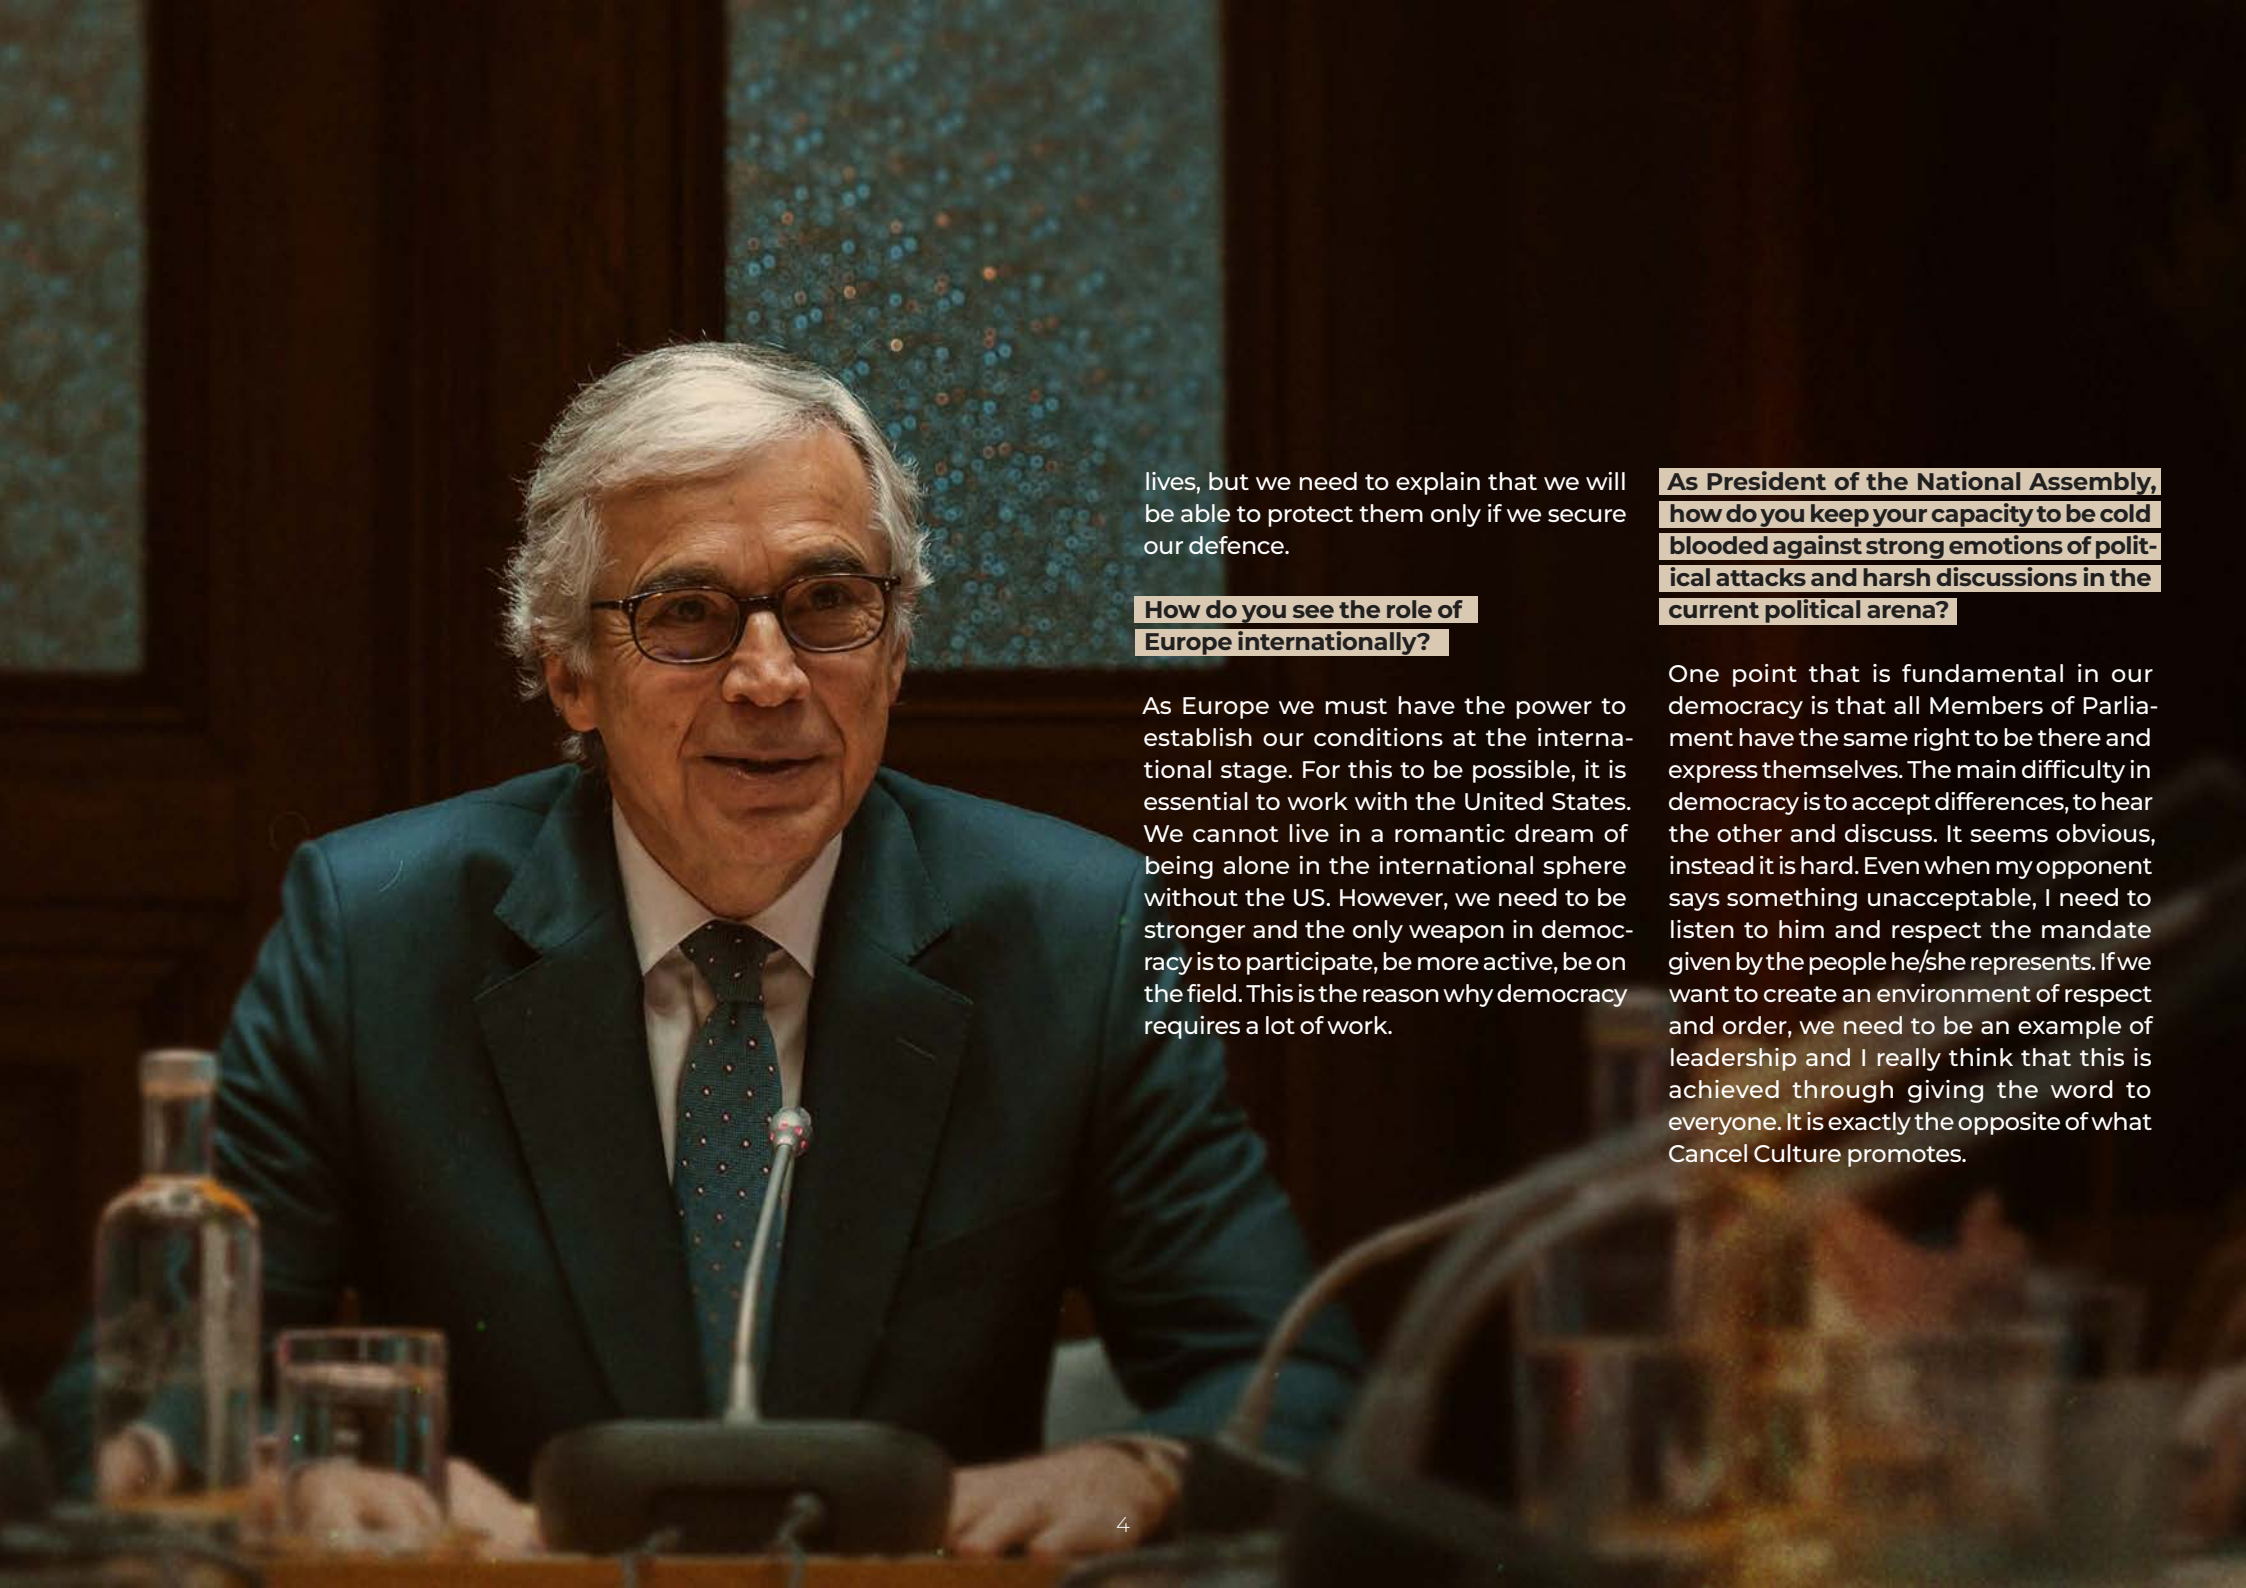 lives, but we need to explain that we will
be able to protect them only if we secure
our defence.
How do you see the role of
Europe internationally?
As Europe we must have the power to
establish our conditions at the interna-
tional stage. For this to be possible, it is
essential to work with the United States.
We cannot live in a romantic dream of
being alone in the international sphere
without the US. However, we need to be
stronger and the only weapon in democ-
racy is to participate, be more active, be on
the field. This is the reason why democracy
requires a lot of work.
As President of the National Assembly,
how do you keep your capacity to be cold
blooded against strong emotions of polit-
ical attacks and harsh discussions in the
current political arena?
One point that is fundamental in our
democracy is that all Members of Parlia-
ment have the same right to be there and
express themselves. The main difficulty in
democracy is to accept differences, to hear
the other and discuss. It seems obvious,
instead it is hard. Even when my opponent
says something unacceptable, I need to
listen to him and respect the mandate
given by the people he/she represents. If we
want to create an environment of respect
and order, we need to be an example of
leadership and I really think that this is
achieved through giving the word to
everyone. It is exactly the opposite of what
Cancel Culture promotes.
4